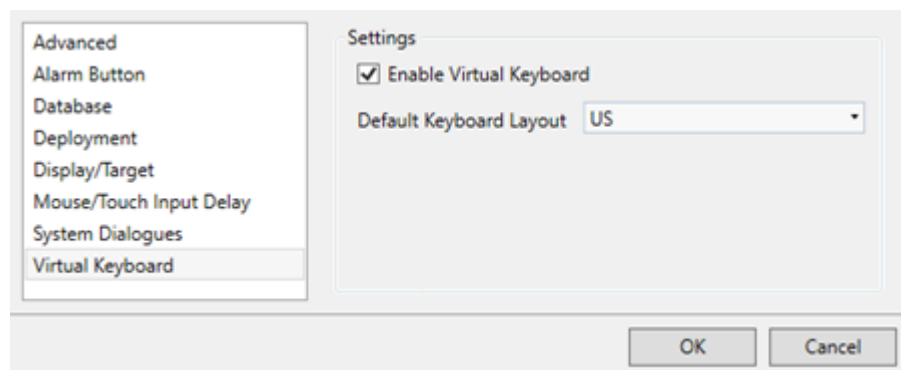 Advanced
Alarm Button
Database
Deployment
Display/Target
Mouse/Touch Input Delay
System Dialogues
Virtual Keyboard
Settings
Enable Virtual Keyboard
Default Keyboard Layout US
OK Cancel